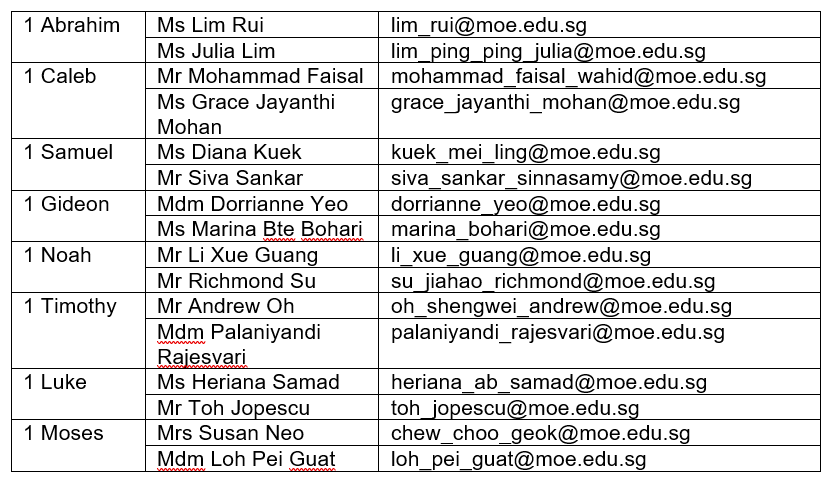 1 Abrahim Ms Lim Rui lim_rui@moe.edu.sg
Ms Julia Lim lim_ping_ping_julia@moe.edu.sg
1 Caleb Mr Mohammad Faisal mohammad_faisal_wahid@moe.edu.sg
Ms Grace Jayanthi grace_jayanthi_mohan@moe.edu.sg
Mohan
1 Samuel Ms Diana Kuek kuek_mei_ling@moe.edu.sg
Mr Siva Sankar siva_sankar_sinnasamy@moe.edu.sg
1 Gideon Mdm Dorrianne Yeo dorrianne_yeo@moe.edu.sg
Ms Marina Bte Bohari marina_bohari@moe.edu.sg
1 Noah Mr Li Xue Guang li_xue_guang@moe.edu.sg
Mr Richmond Su su_jiahao_richmond@moe.edu.sg
1 Timothy Mr Andrew Oh oh_shengwei_andrew@moe.edu.sg
Mdm Palaniyandi palaniyandi_rajesvari@moe.edu.sg
Rajesvari
1 Luke Ms Heriana Samad heriana_ab_samad@moe.edu.sg
Mr Toh Jopescu toh_jopescu@moe.edu.sg
1 Moses Mrs Susan Neo chew_choo_geok@moe.edu.sg
Mdm Loh Pei Guat loh_pei_guat@moe.edu.sg